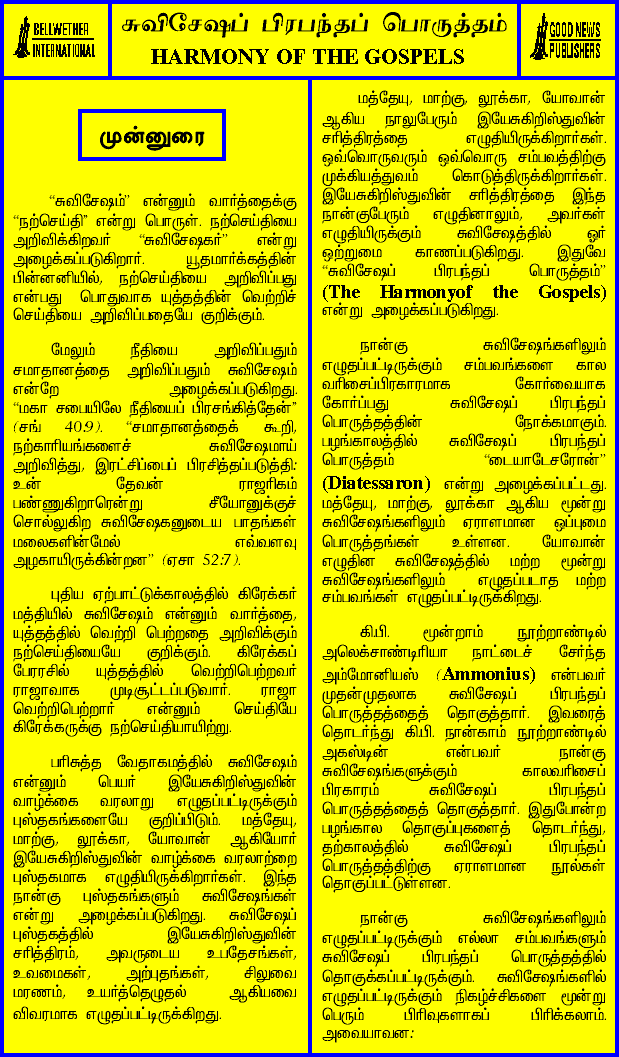 BELLWETHER
INTERNATIONAL
சுவிசேஷப் பிரபந்தப் பொருத்தம்
HARMONY OF THE GOSPELS
GOOD NEWS
PUBLISHERS
முன்னுரை
“சுவிசேஷம்” என்னும் வார்த்தைக்கு
“நற்செய்தி” என்று பொருள். நற்செய்தியை
அறிவிக்கிறவர் “சுவிசேஷகர்” என்று
அழைக்கப்படுகிறார். யூதமார்க்கத்தின்
பின்னனியில், நற்செய்தியை அறிவிப்பது
என்பது பொதுவாக யுத்தத்தின் வெற்றிச்
செய்தியை அறிவிப்பதையே குறிக்கும்.
மேலும் நீதியை அறிவிப்பதும்
சமாதானத்தை அறிவிப்பதும் சுவிசேஷம்
என்றே அழைக்கப்படுகிறது.
“மகா சபையிலே நீதியைப் பிரசங்கித்தேன்”
(சங் 40:9). “சமாதானத்தைக் கூறி,
நற்காரியங்களைச் சுவிசேஷமாய்
அறிவித்து, இரட்சிப்பைப் பிரசித்தப்படுத்தி:
உன் தேவன் ராஜரிகம்
பண்ணுகிறாரென்று சீயோனுக்குச்
சொல்லுகிற சுவிசேஷகனுடைய பாதங்கள்
மலைகளின்மேல் எவ்வளவு
அழகாயிருக்கின்றன” (ஏசா 52:7).
புதிய ஏற்பாட்டுக்காலத்தில் கிரேக்கர்
மத்தியில் சுவிசேஷம் என்னும் வார்த்தை,
யுத்தத்தில் வெற்றி பெற்றதை அறிவிக்கும்
நற்செய்தியையே குறிக்கும். கிரேக்கப்
பேரரசில் யுத்தத்தில் வெற்றிபெற்றவர்
ராஜாவாக முடிசூட்டப்படுவார். ராஜா
வெற்றிபெற்றார் என்னும் செய்தியே
கிரேக்கருக்கு நற்செய்தியாயிற்று.
பரிசுத்த வேதாகமத்தில் சுவிசேஷம்
என்னும் பெயர் இயேசுகிறிஸ்துவின்
வாழ்க்கை வரலாறு எழுதப்பட்டிருக்கும்
புஸ்தகங்களையே குறிப்பிடும். மத்தேயு,
மாற்கு, லூக்கா, யோவான் ஆகியோர்
இயேசுகிறிஸ்துவின் வாழ்க்கை வரலாற்றை
புஸ்தகமாக எழுதியிருக்கிறார்கள். இந்த
நான்கு புஸ்தகங்களும் சுவிசேஷங்கள்
என்று அழைக்கப்படுகிறது. சுவிசேஷப்
புஸ்தகத்தில் இயேசுகிறிஸ்துவின்
சரித்திரம், அவருடைய உபதேசங்கள்,
உவமைகள், அற்புதங்கள், சிலுவை
மரணம், உயர்த்தெழுதல் ஆகியவை
விவரமாக எழுதப்பட்டிருக்கிறது.
மத்தேயு, மாற்கு, லூக்கா, யோவான்
ஆகிய நாலுபேரும் இயேசுகிறிஸ்துவின்
சரித்திரத்தை எழுதியிருக்கிறார்கள்.
ஒவ்வொருவரும் ஒவ்வொரு சம்பவத்திற்கு
முக்கியத்துவம் கொடுத்திருக்கிறார்கள்.
இயேசுகிறிஸ்துவின் சரித்திரத்தை இந்த
நான்குபேரும் எழுதினாலும், அவர்கள்
எழுதியிருக்கும் சுவிசேஷத்தில் ஓர்
ஒற்றுமை காணப்படுகிறது. இதுவே
“சுவிசேஷப் பிரபந்தப் பொருத்தம்”
(The Harmonyof the Gospels)
என்று அழைக்கப்படுகிறது.
நான்கு சுவிசேஷங்களிலும்
எழுதப்பட்டிருக்கும் சம்பவங்களை கால
வரிசைப்பிரகாரமாக கோர்வையாக
கோர்ப்பது சுவிசேஷப் பிரபந்தப்
பொருத்தத்தின் நோக்கமாகும்.
பழங்காலத்தில் சுவிசேஷப் பிரபந்தப்
பொருத்தம் “டையாடேசரோன்”
(Diatessaron) என்று அழைக்கப்பட்டது.
மத்தேயு, மாற்கு, லூக்கா ஆகிய மூன்று
சுவிசேஷங்களிலும் ஏராளமான ஒப்புமை
பொருத்தங்கள் உள்ளன. யோவான்
எழுதின சுவிசேஷத்தில் மற்ற மூன்று
சுவிசேஷங்களிலும் எழுதப்படாத மற்ற
சம்பவங்கள் எழுதப்பட்டிருக்கிறது.
கி.பி. மூன்றாம் நூற்றாண்டில்
அலெக்சாண்டிரியா நாட்டைச் சேர்ந்த
அம்மோனியஸ் (Ammonius) என்பவர்
முதன்முதலாக சுவிசேஷப் பிரபந்தப்
பொருத்தத்தைத் தொகுத்தார். இவரைத்
தொடர்ந்து கி.பி. நான்காம் நூற்றாண்டில்
அகஸ்டின் என்பவர் நான்கு
சுவிசேஷங்களுக்கும் காலவரிசைப்
பிரகாரம் சுவிசேஷப் பிரபந்தப்
பொருத்தத்தைத் தொகுத்தார். இதுபோன்ற
பழங்கால தொகுப்புகளைத் தொடர்ந்து,
தற்காலத்தில் சுவிசேஷப் பிரபந்தப்
பொருத்தத்திற்கு ஏராளமான நூல்கள்
தொகுப்பட்டுள்ளன.
நான்கு சுவிசேஷங்களிலும்
எழுதப்பட்டிருக்கும் எல்லா சம்பவங்களும்
சுவிசேஷப் பிரபந்தப் பொருத்தத்தில்
தொகுக்கப்பட்டிருக்கும். சுவிசேஷங்களில்
எழுதப்பட்டிருக்கும் நிகழ்ச்சிகளை மூன்று
பெரும் பிரிவுகளாகப் பிரிக்கலாம்.
அவையாவன: